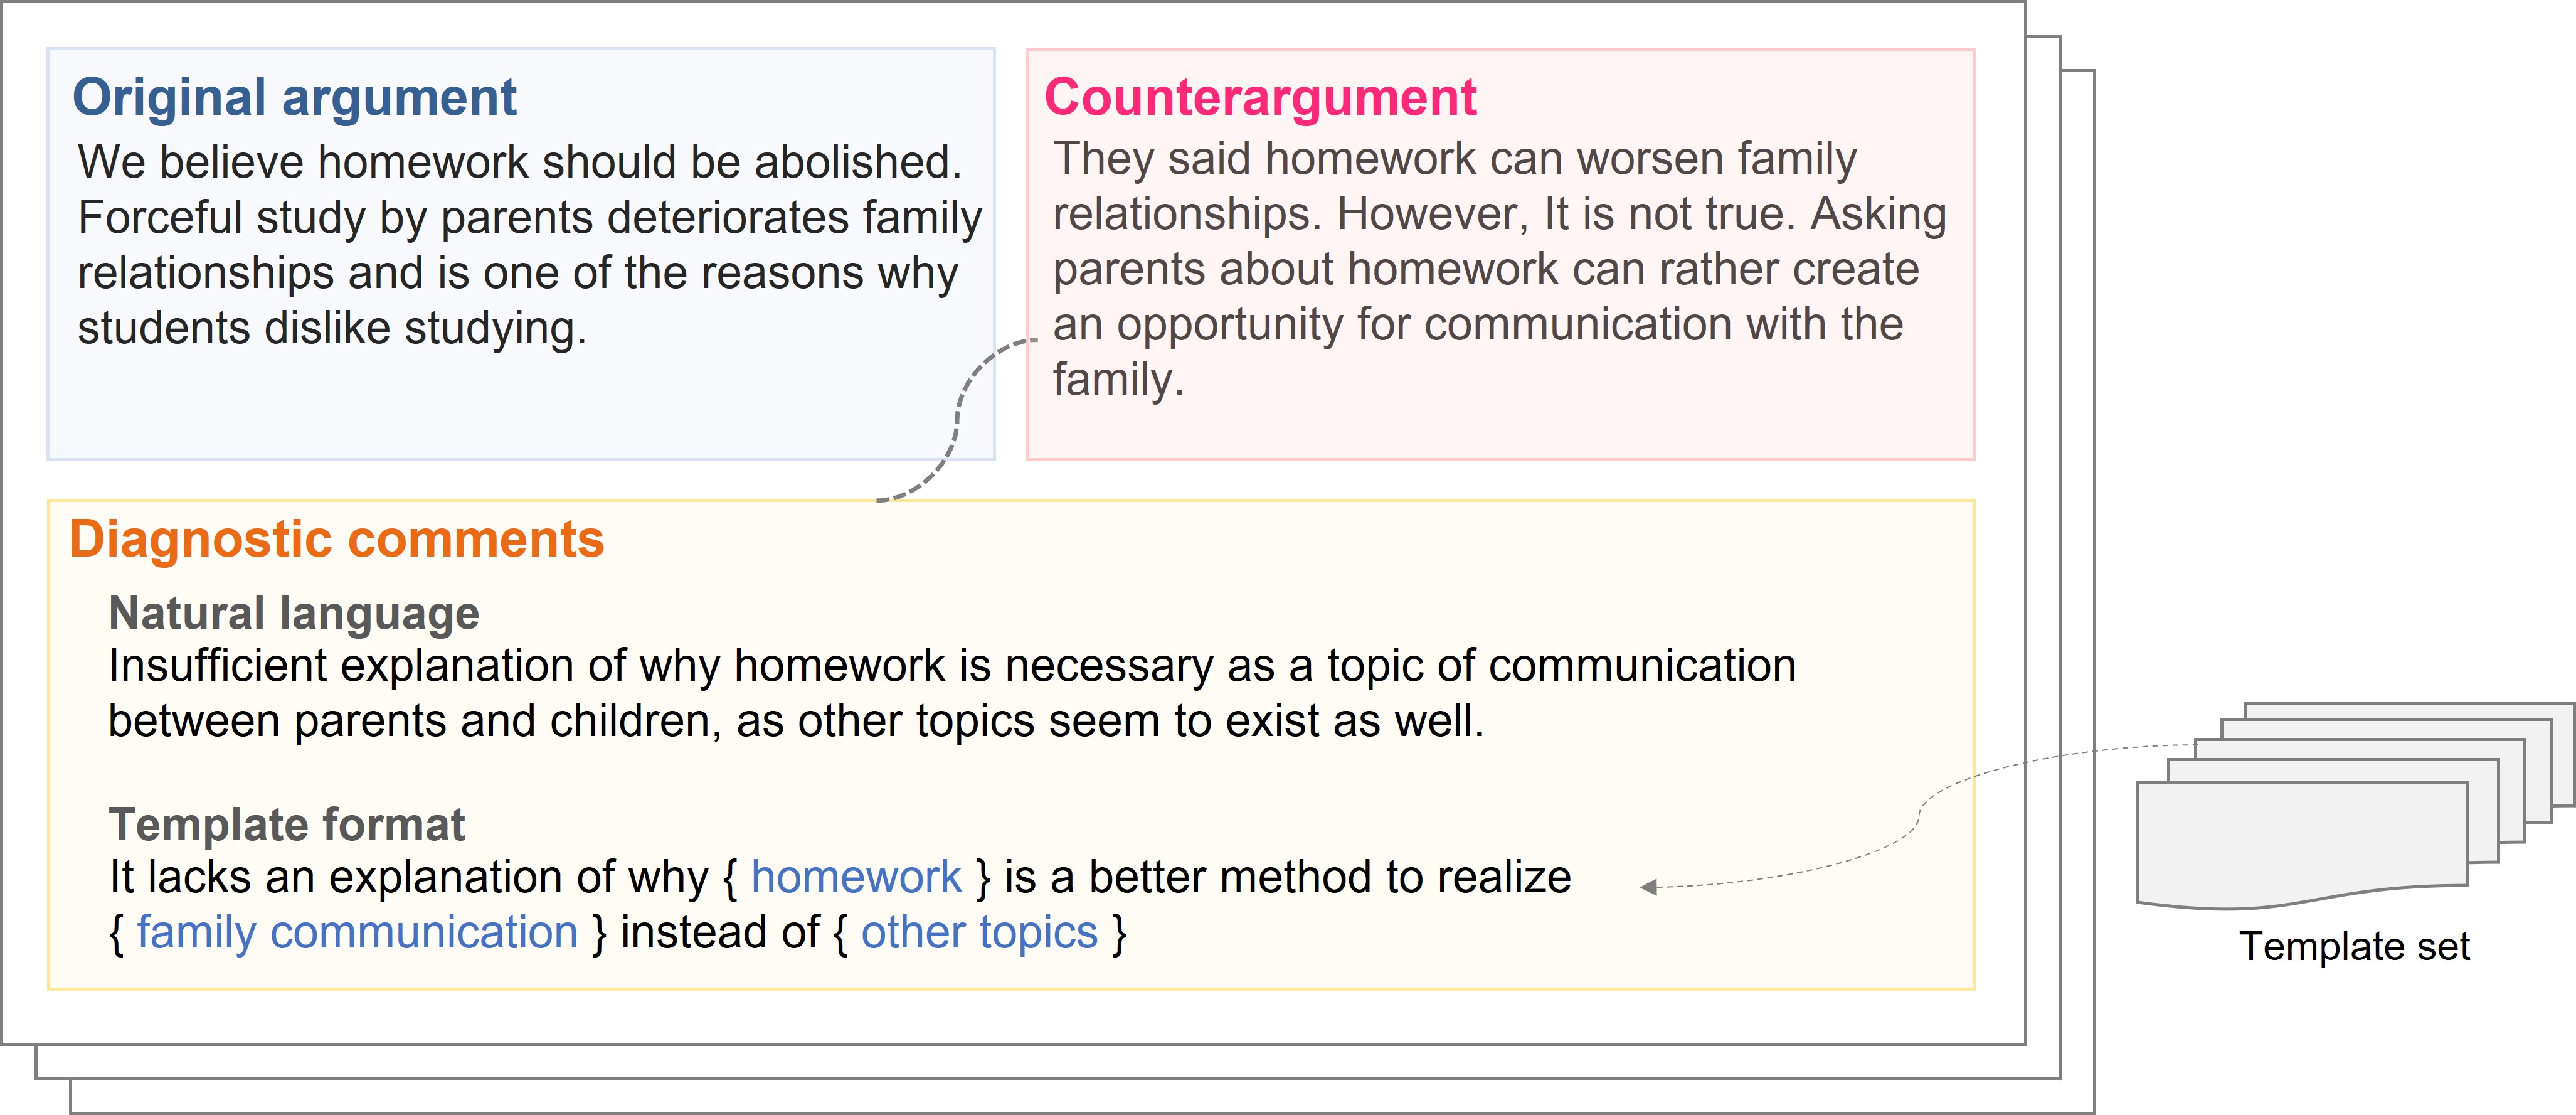 Original argument
We believe homework should be abolished.
Forceful study by parents deteriorates family
relationships and is one of the reasons why
students dislike studying.
Counterargument
They said homework can worsen family
relationships. However, It is not true. Asking
parents about homework can rather create
an opportunity for communication with the
family.
Diagnostic comments
Natural language
Insufficient explanation of why homework is necessary as a topic of communication
between parents and children, as other topics seem to exist as well.
Template format
It lacks an explanation of why { homework } is a better method to realize
{ family communication } instead of { other topics }
Template set